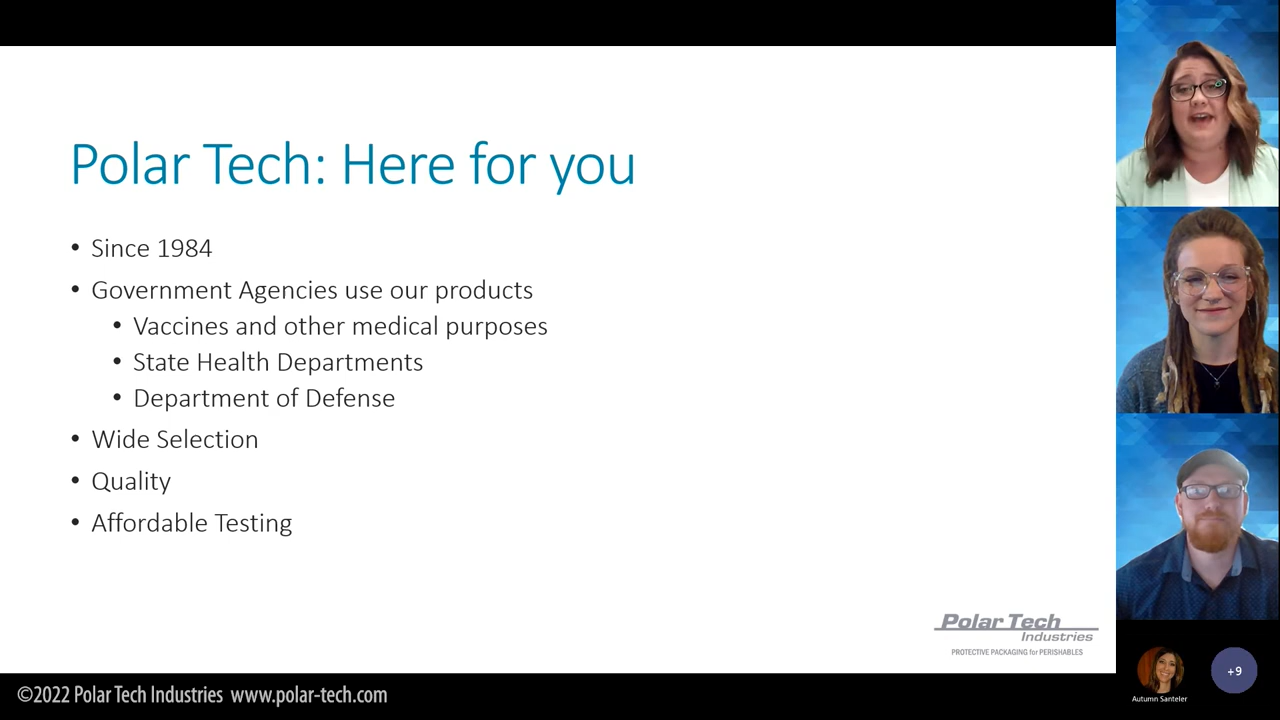 Polar Tech: Here for you
• Since 1984
• Government Agencies use our products
• Vaccines and other medical purposes
• State Health Departments
• Department of Defense
• Wide Selection
• Quality
• Affordable Testing
Polar Tech
Industries
PROTECTIVE PACKAGING for PERISHABLES
©2022 Polar Tech Industries www.polar-tech.com
Autumn Santeler
+9